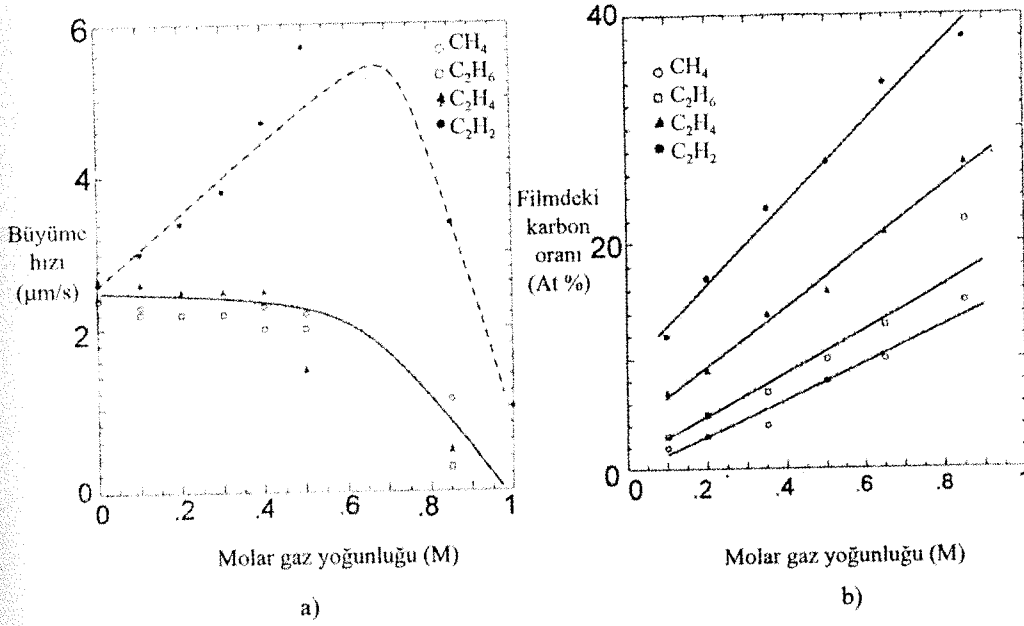 6
4
2
0
0
.2
.4
.6
.8
1
CH₄
C₂H₆
C₂H₄
C₂H₂
Büyüme
hızı
(µm/s)
Molar gaz yoğunluğu (M)
a)
40
20
0
0
.2
.4
.6
.8
CH₄
C₂H₆
C₂H₄
C₂H₂
Filmdeki
karbon
oranı
(At %)
Molar gaz yoğunluğu (M)
b)